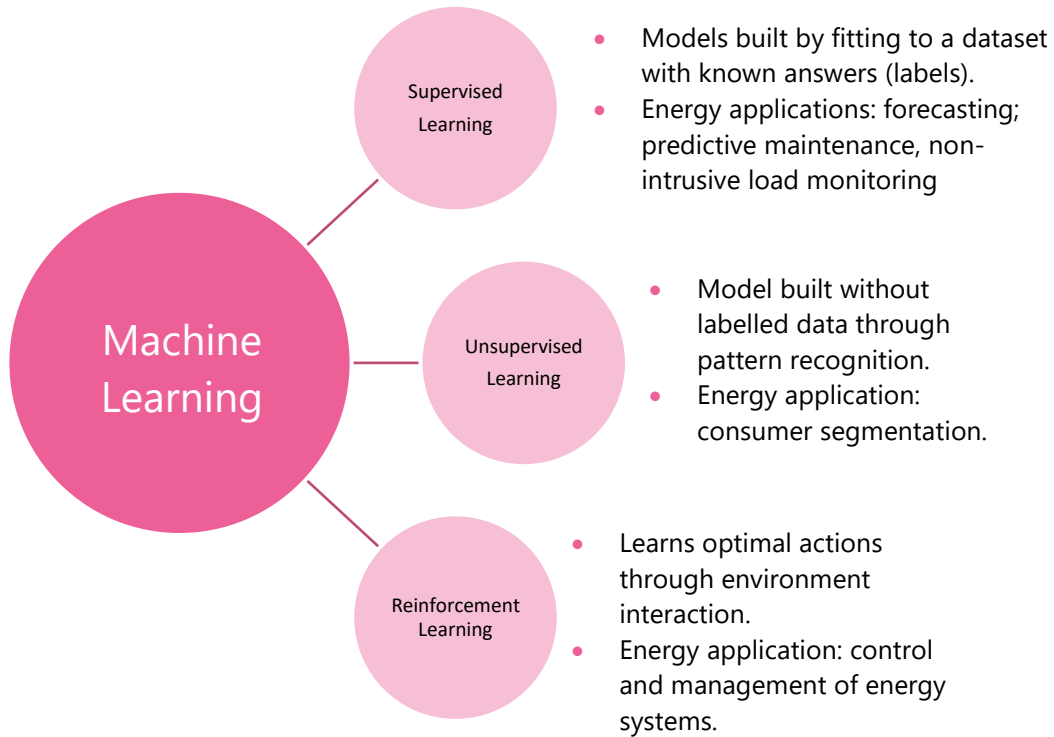 Machine
Learning
Supervised
Learning
• Models built by fitting to a dataset
with known answers (labels).
• Energy applications: forecasting;
predictive maintenance, non-
intrusive load monitoring
Unsupervised
Learning
• Model built without
labelled data through
pattern recognition.
• Energy application:
consumer segmentation.
Reinforcement
Learning
• Learns optimal actions
through environment
interaction.
• Energy application: control
and management of energy
systems.